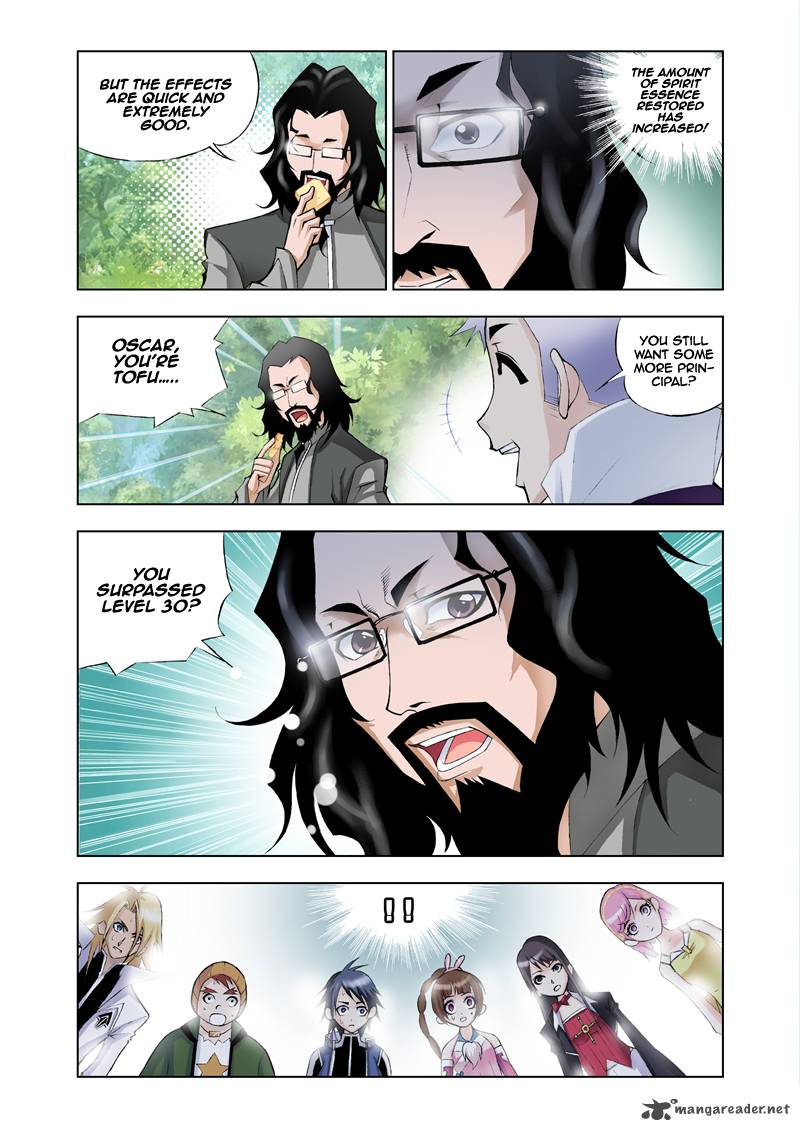 BUT THE EFFECTS
ARE QUICK AND
EXTREMELY
GOOD.
THE AMOUNT
OF SPIRIT
ESSENCE
RESTORED
HAS
INCREASED!
OSCAR,
YOU'RE
TOFU.....
YOU STILL
WANT SOME
MORE PRIN-
CIPAL?
YOU
SURPASSED
LEVEL 30?
!!
mangareader.net